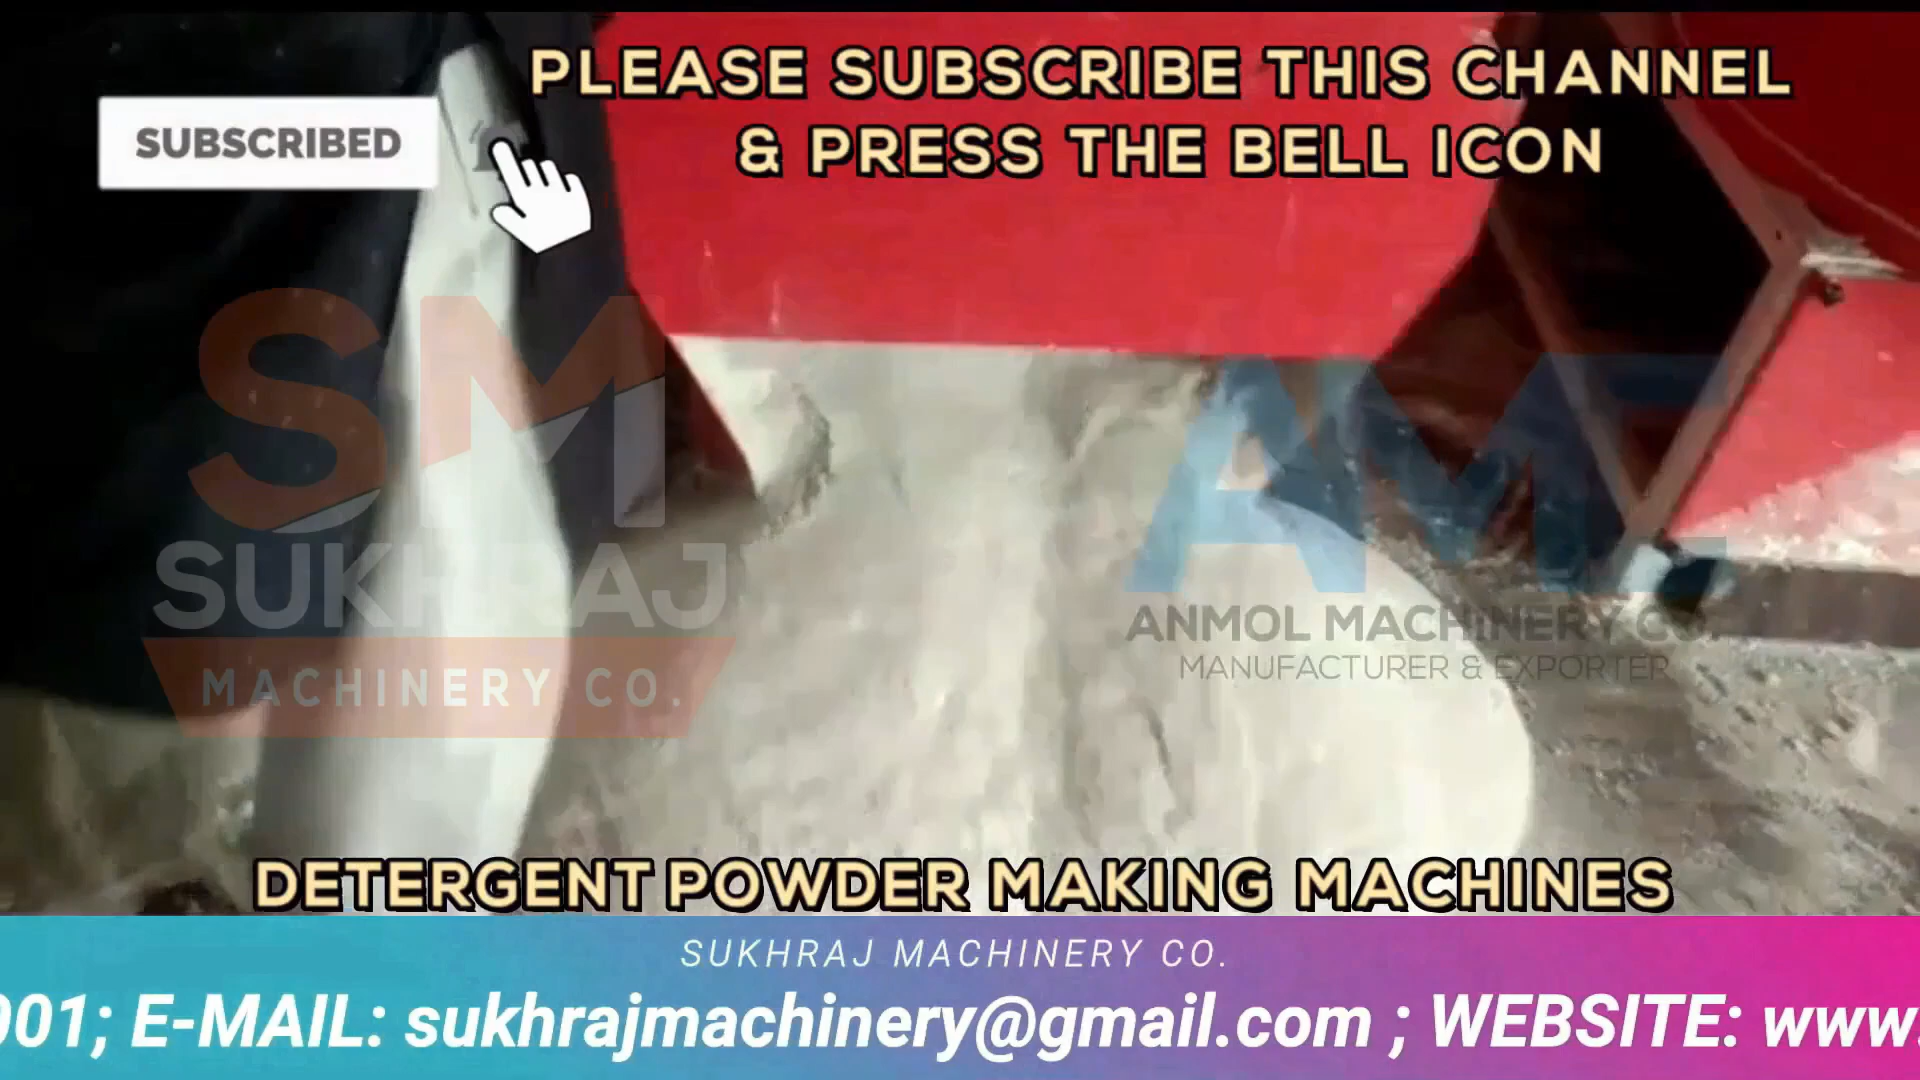 PLEASE SUBSCRIBE THIS CHANNEL
& PRESS THE BELL ICON
SUBSCRIBED
SM
SUKHRAJ
MACHINERY CO.
AME
ANMOL MACHINERY CO.
MANUFACTURER & EXPORTER
DETERGENT POWDER MAKING MACHINES
SUKHRAJ MACHINERY CO.
001; E-MAIL: sukhrajmachinery@gmail.com ; WEBSITE: www.